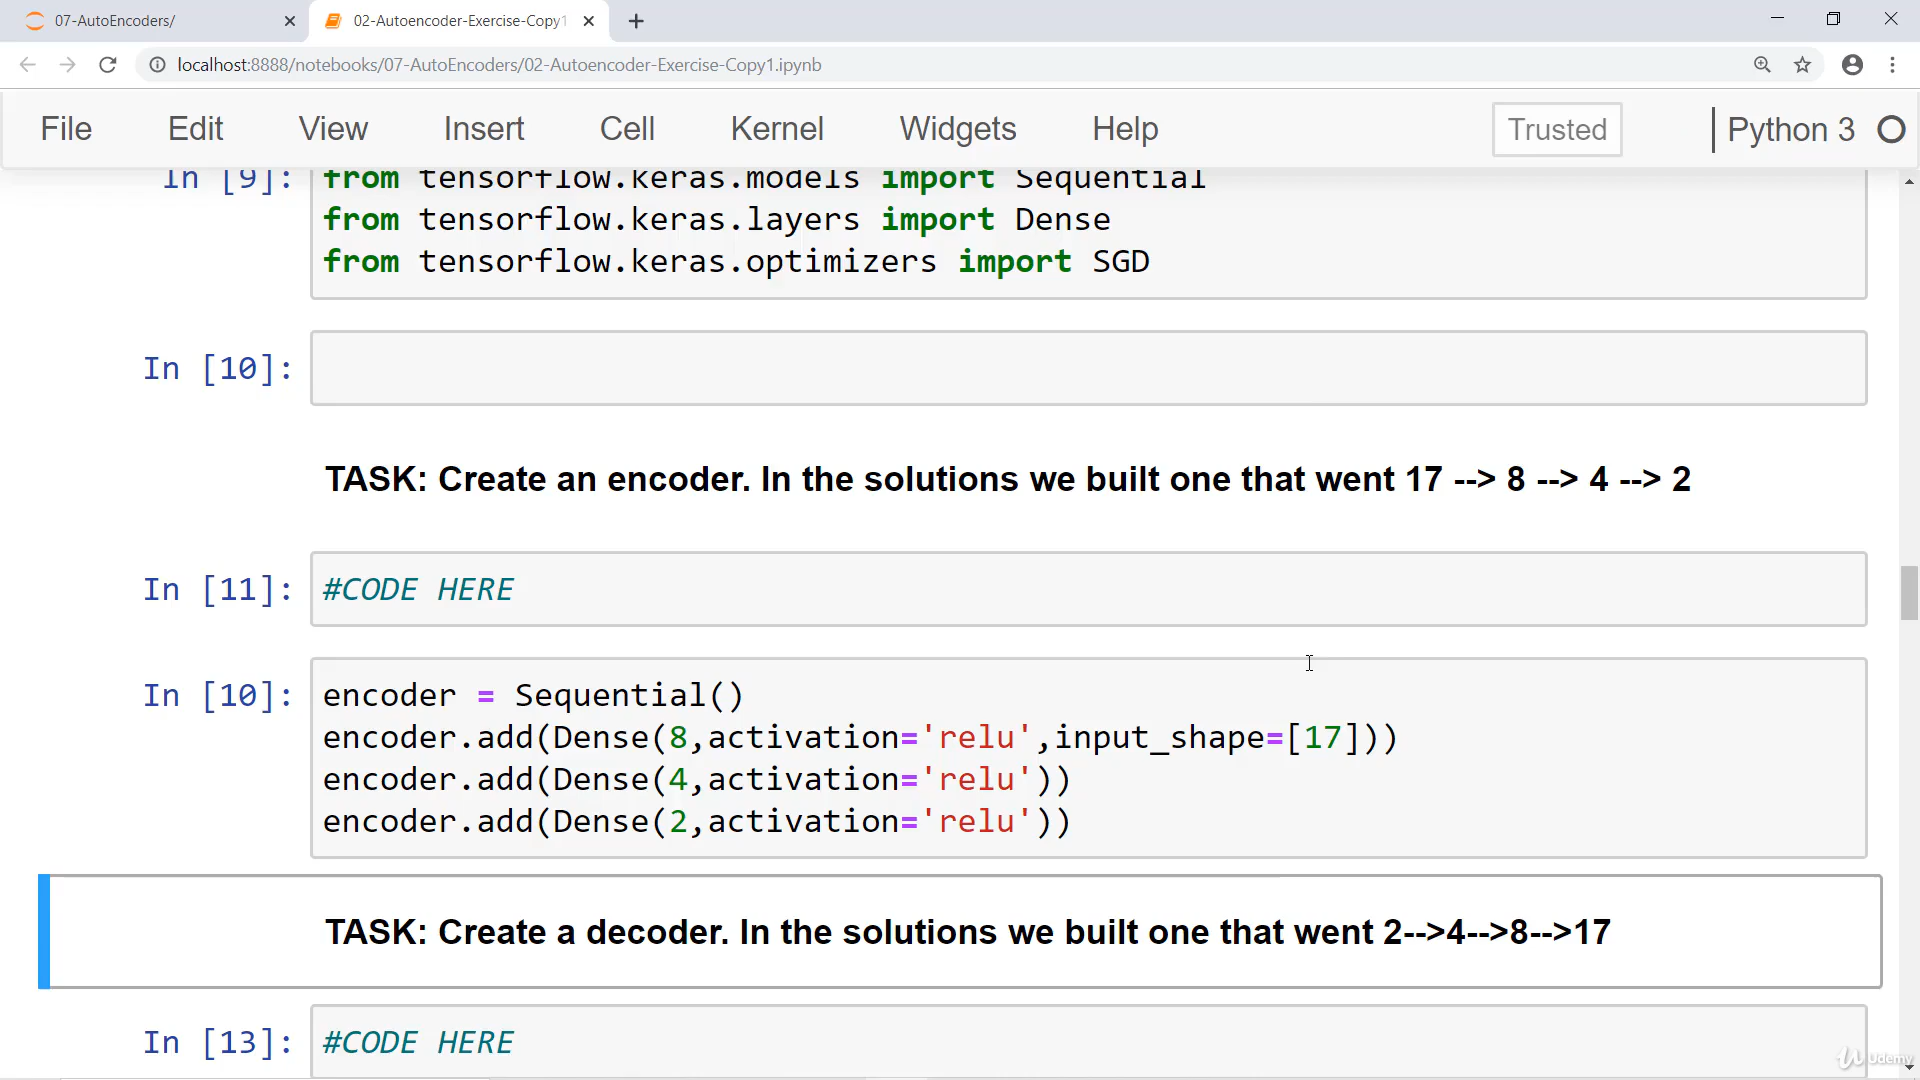 07-AutoEncoders/
02-Autoencoder-Exercise-Copy1
localhost:8888/notebooks/07-AutoEncoders/02-Autoencoder-Exercise-Copy1.ipynb
File Edit View Insert Cell Kernel Widgets Help Trusted Python 3
In [9]: from tensorflow.keras.models import Sequential
from tensorflow.keras.layers import Dense
from tensorflow.keras.optimizers import SGD
In [10]:
TASK: Create an encoder. In the solutions we built one that went 17 --> 8 --> 4 --> 2
In [11]: #CODE HERE
In [10]: encoder = Sequential()
encoder.add(Dense(8,activation='relu',input_shape=[17]))
encoder.add(Dense(4,activation='relu'))
encoder.add(Dense(2,activation='relu'))
TASK: Create a decoder. In the solutions we built one that went 2-->4-->8-->17
In [13]: #CODE HERE
Udemy